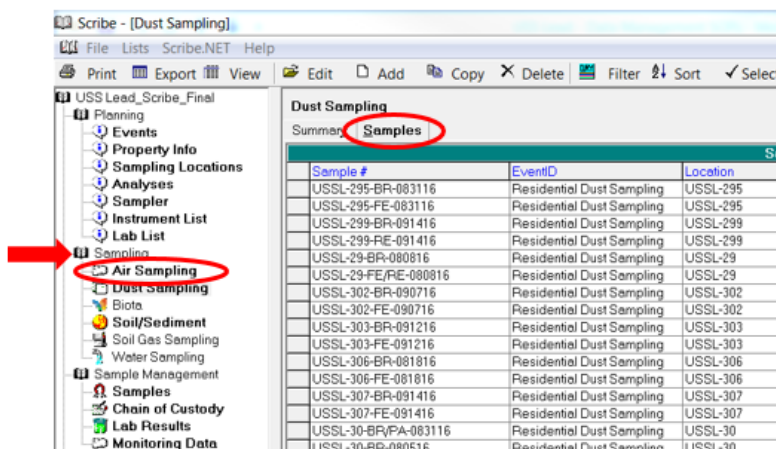 Scribe - [Dust Sampling]
File Lists Scribe.NET Help
Print Export View Edit Add Copy Delete Filter Sort Selec
USS Lead_Scribe_Final
Planning
Events
Property Info
Sampling Locations
Analyses
Sampler
Instrument List
Lab List
Sampling
Air Sampling
Dust Sampling
Biota
Soil/Sediment
Soil Gas Sampling
Water Sampling
Sample Management
Samples
Chain of Custody
Lab Results
Monitoring Data
Dust Sampling
Summary Samples
Sa
Sample # EventID Location
USSL-295-BR-083116 Residential Dust Sampling USSL-295
USSL-295-FE-083116 Residential Dust Sampling USSL-295
USSL-299-BR-091416 Residential Dust Sampling USSL-299
USSL-299-RE-091416 Residential Dust Sampling USSL-299
USSL-29-BR-080816 Residential Dust Sampling USSL-29
USSL-29-FE/RE-080816 Residential Dust Sampling USSL-29
USSL-302-BR-090716 Residential Dust Sampling USSL-302
USSL-302-FE-090716 Residential Dust Sampling USSL-302
USSL-303-BR-091216 Residential Dust Sampling USSL-303
USSL-303-FE-091216 Residential Dust Sampling USSL-303
USSL-306-BR-081816 Residential Dust Sampling USSL-306
USSL-306-FE-081816 Residential Dust Sampling USSL-306
USSL-307-BR-091416 Residential Dust Sampling USSL-307
USSL-307-FE-091416 Residential Dust Sampling USSL-307
USSL-30-BR/PA-083116 Residential Dust Sampling USSL-30
USSL-30-BR-080516 Residential Dust Sampling USSL-30